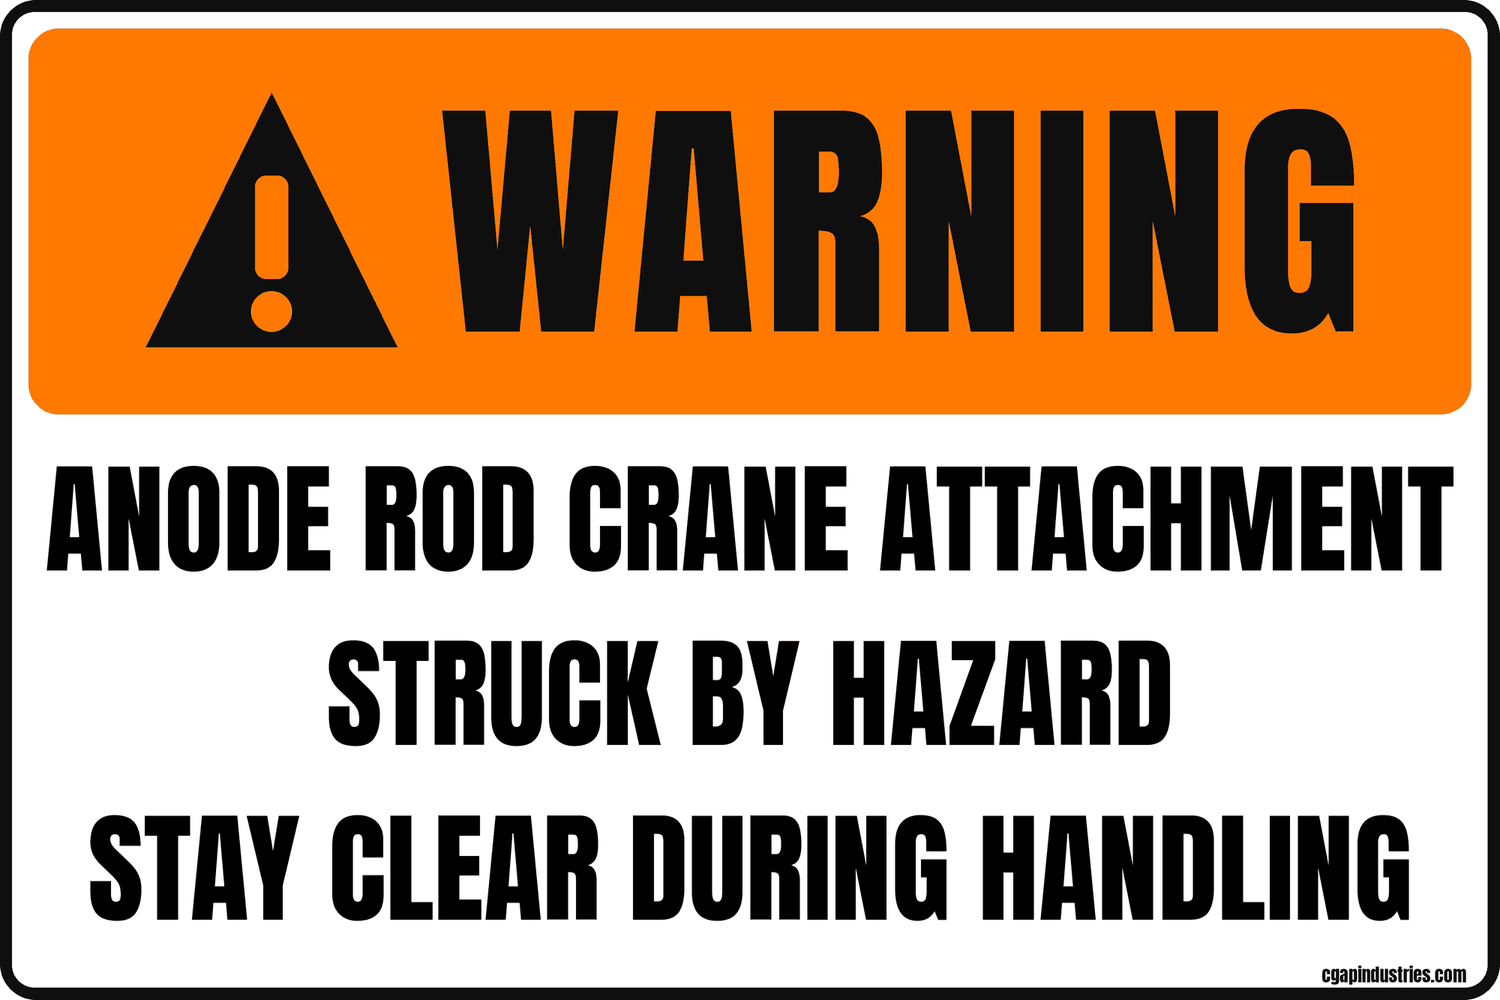 WARNING
ANODE ROD CRANE ATTACHMENT
STRUCK BY HAZARD
STAY CLEAR DURING HANDLING
cgapindustries.com